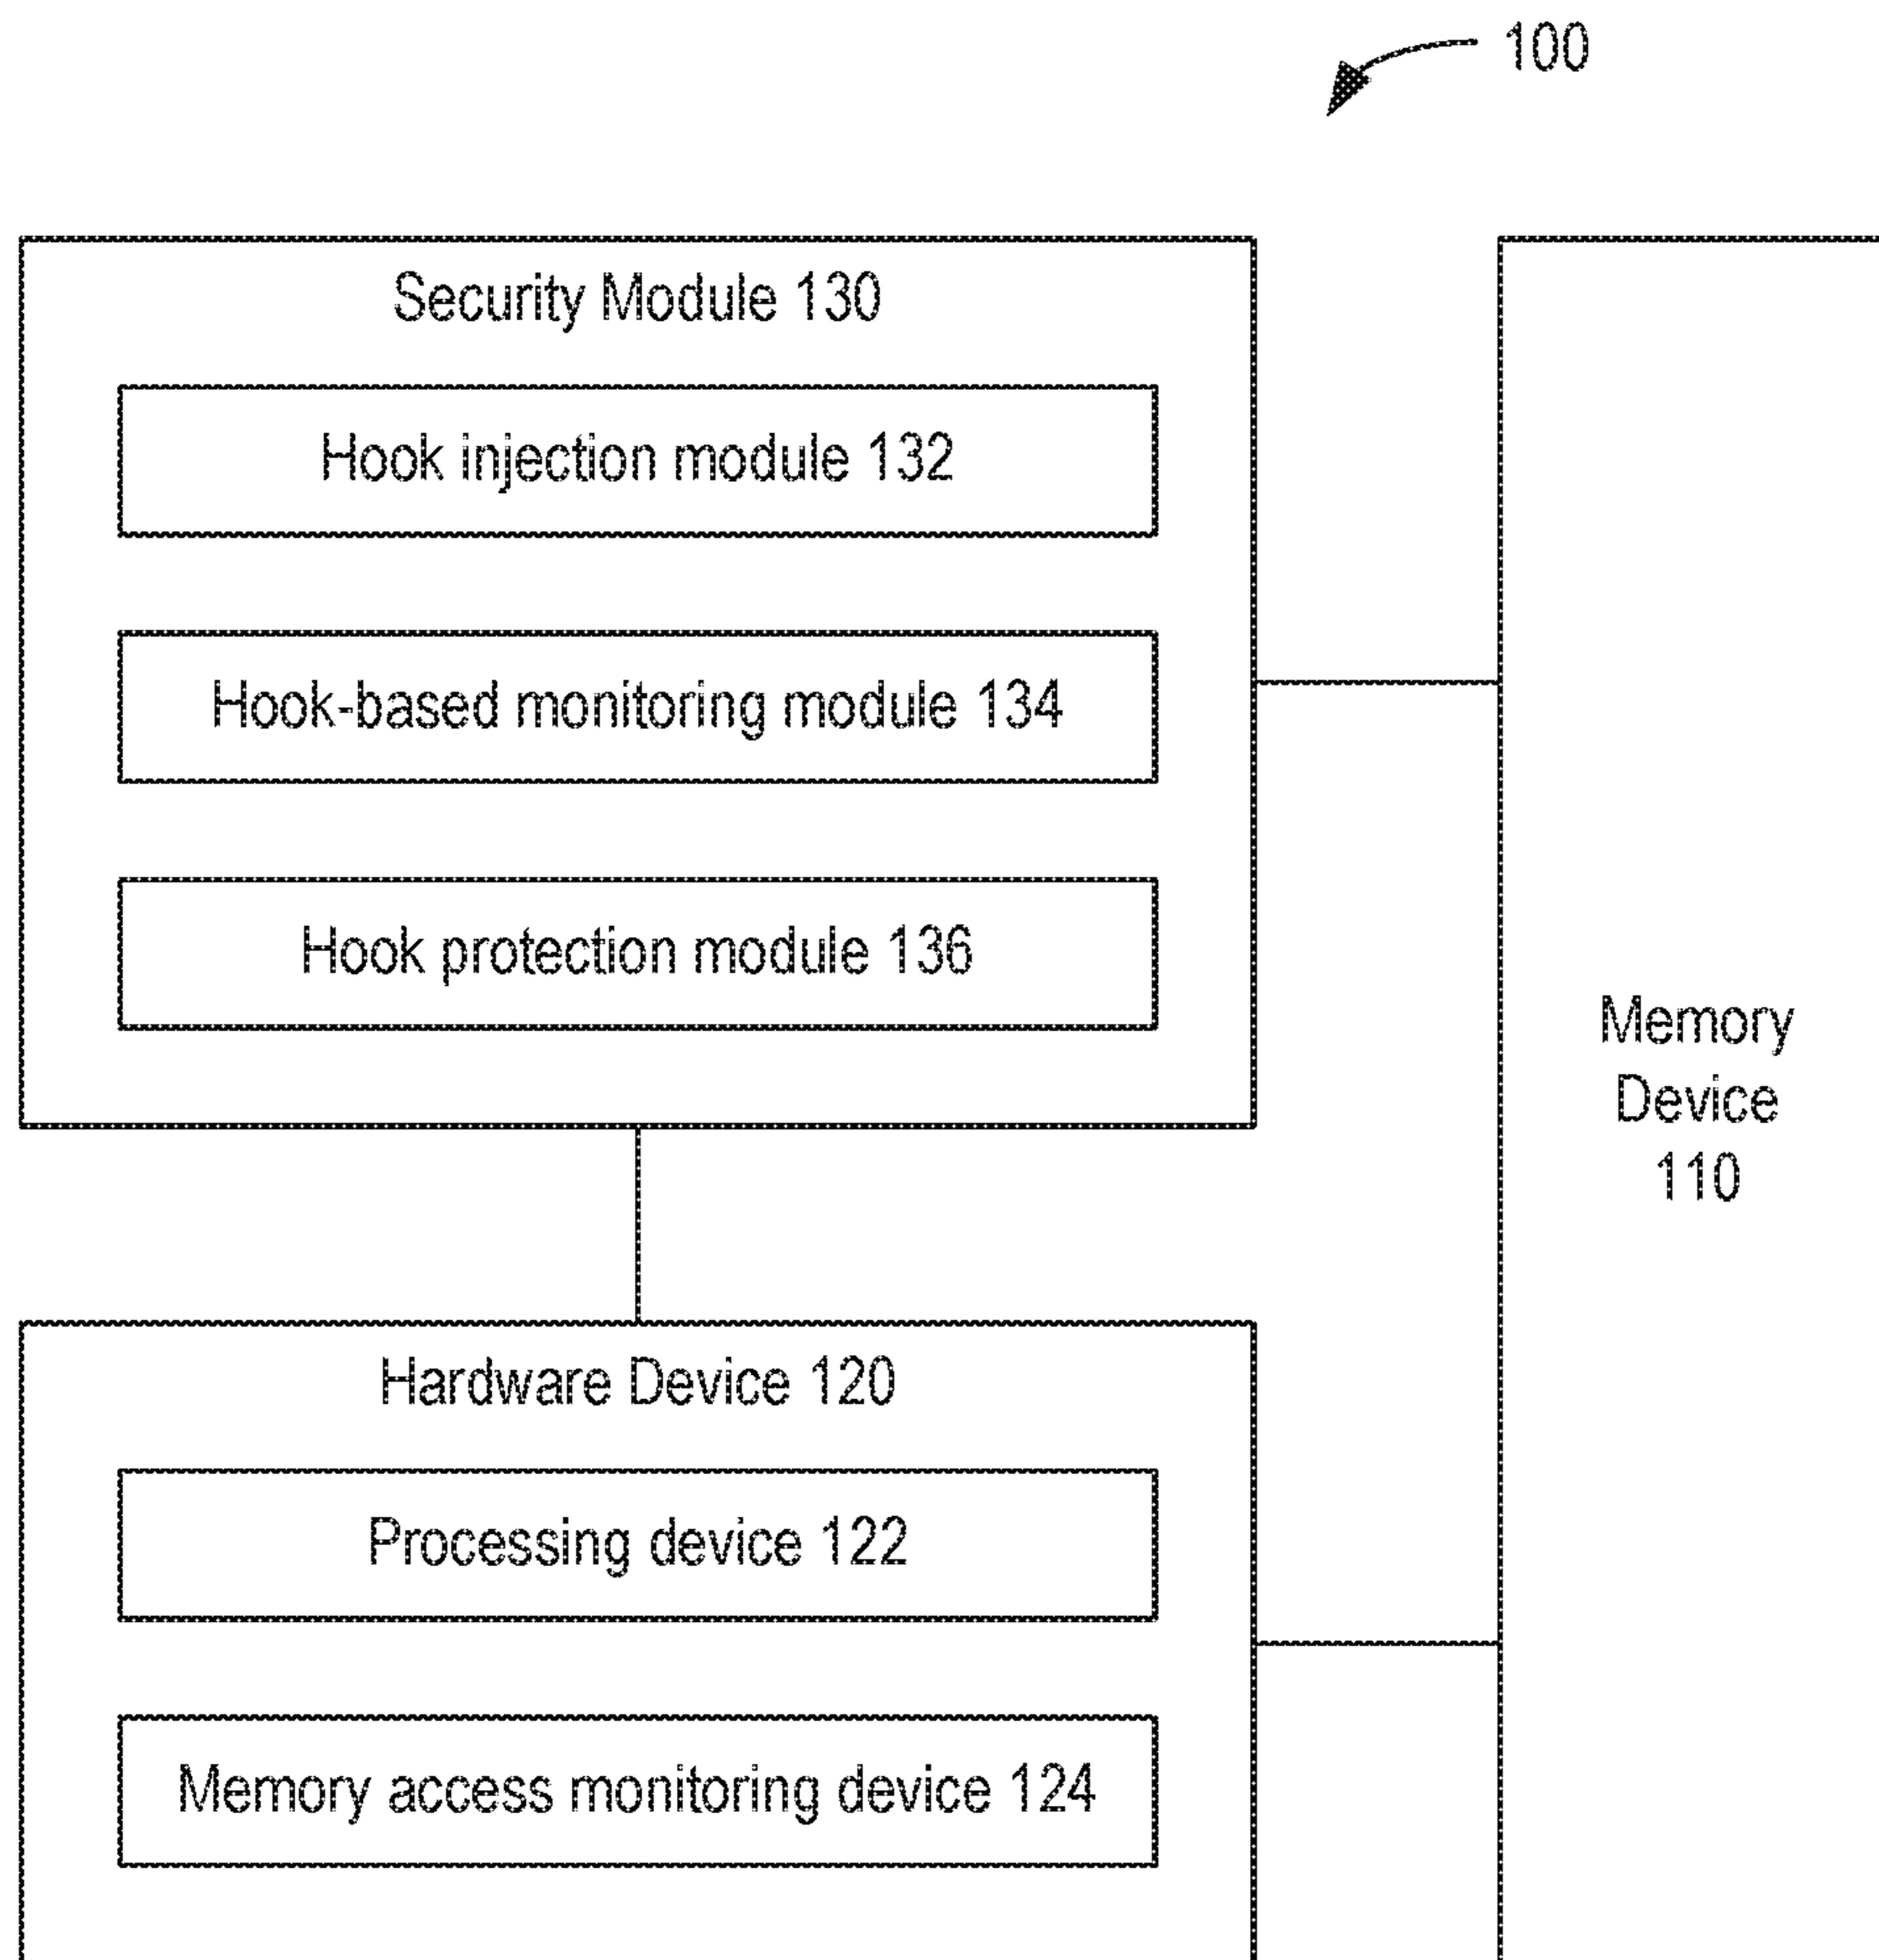 100
Security Module 130
Hook injection module 132
Hook-based monitoring module 134
Hook protection module 136
Memory
Device
110
Hardware Device 120
Processing device 122
Memory access monitoring device 124